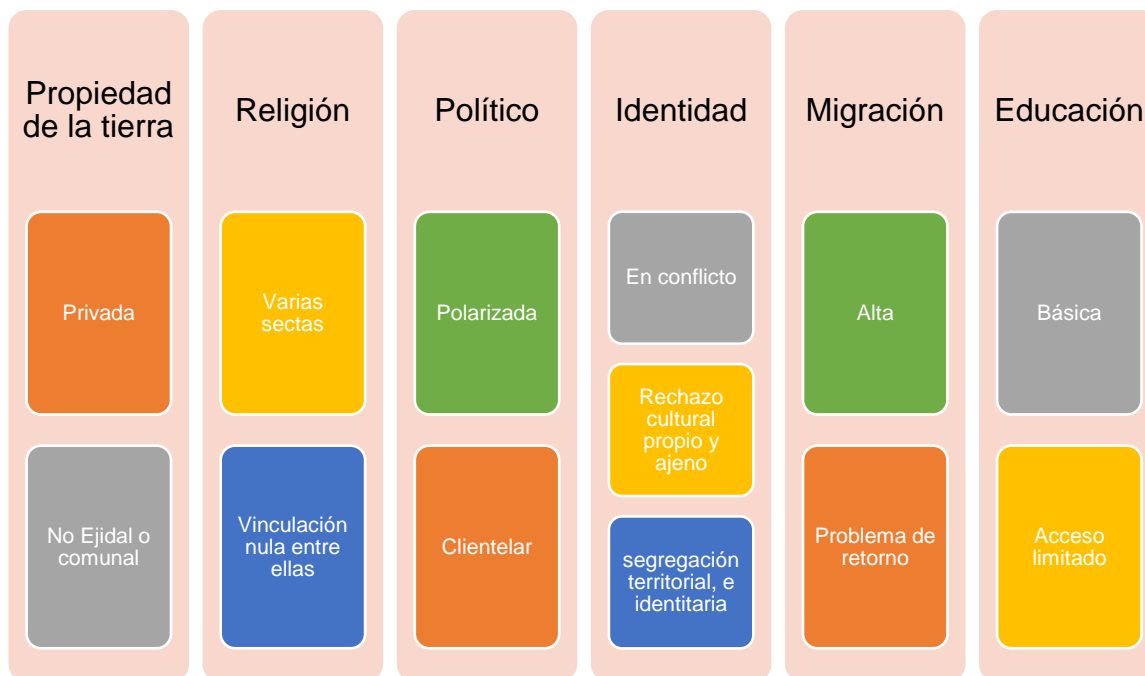 Propiedad
de la tierra
Privada
No Ejidal o
comunal
Religión
Varias
sectas
Vinculación
nula entre
ellas
Político
Polarizada
Clientelar
Identidad
En conflicto
Rechazo
cultural
propio y
ajeno
segregación
territorial, e
identitaria
Migración
Alta
Problema de
retorno
Educación
Básica
Acceso
limitado